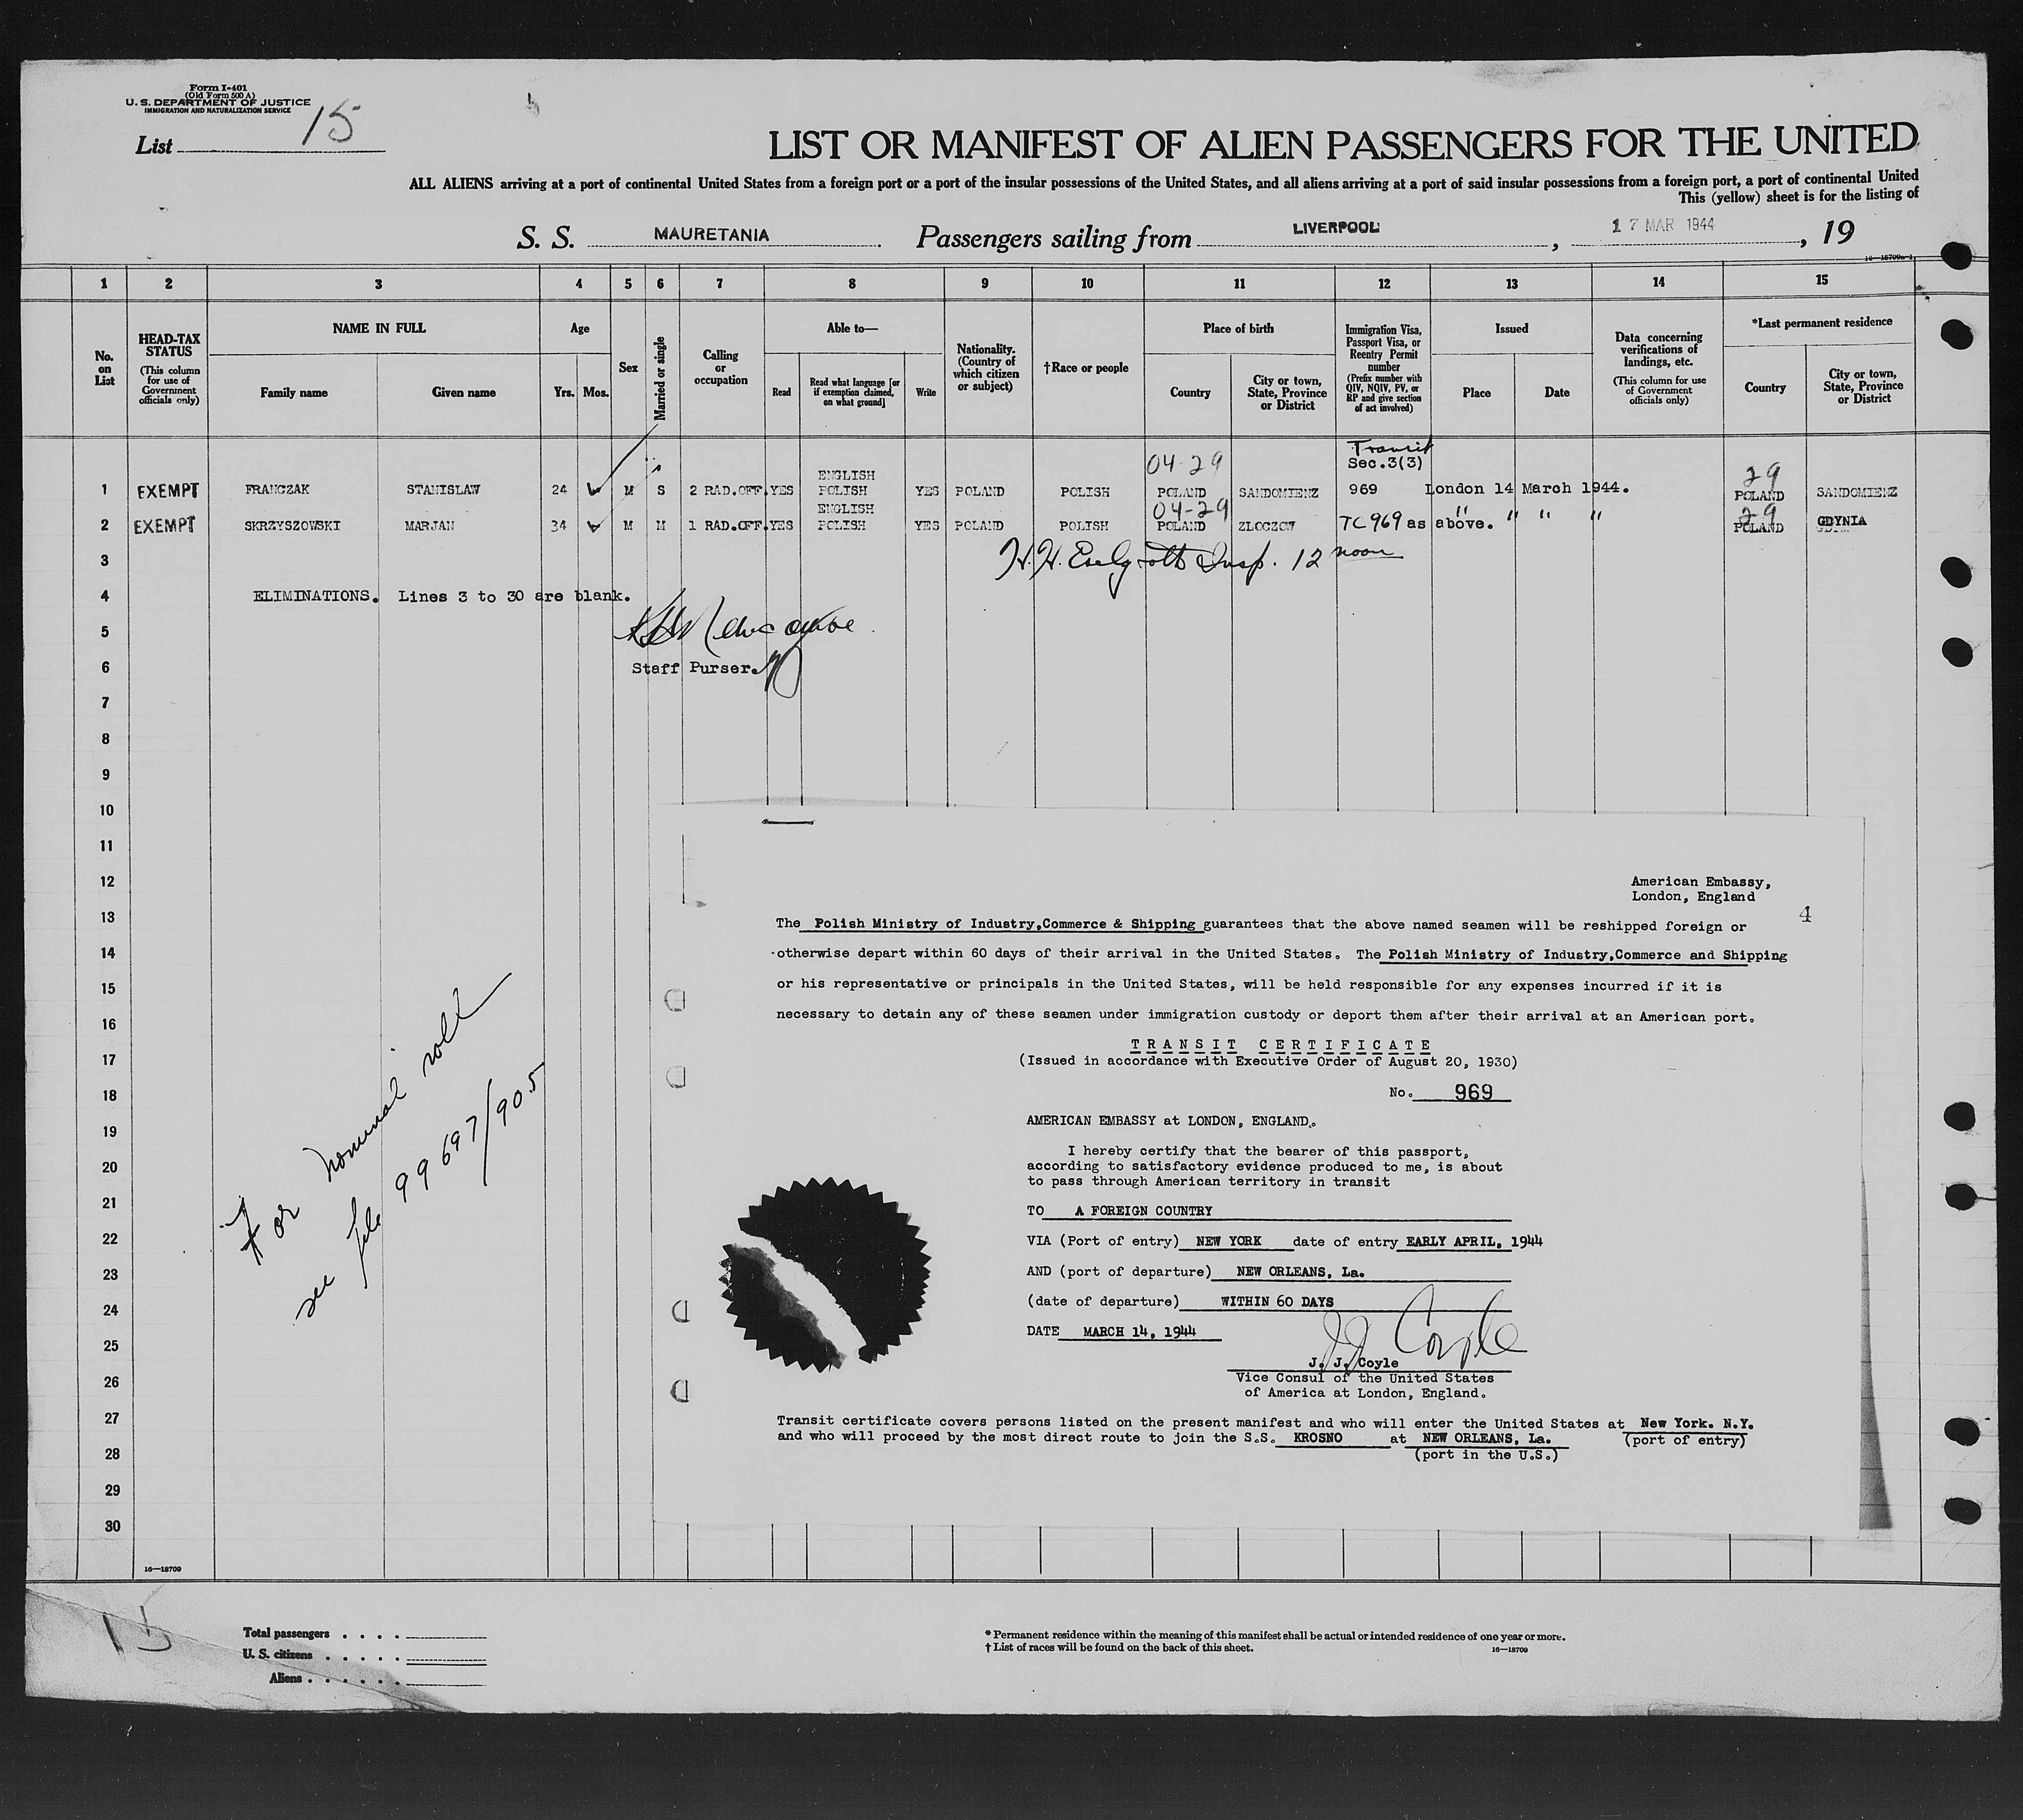 Form I-401
(Old Form 500 A)
U. S. DEPARTMENT OF JUSTICE
IMMIGRATION AND NATURALIZATION SERVICE
List 15
LIST OR MANIFEST OF ALIEN PASSENGERS FOR THE UNITED
ALL ALIENS arriving at a port of continental United States from a foreign port or a port of the insular possessions of the United States, and all aliens arriving at a port of said insular possessions from a foreign port, a port of continental United
This (yellow) sheet is for the listing of
S. S. MAURETANIA. Passengers sailing from LIVERPOOL, 17 MAR 1944, 19
1 2 3 4 5 6 7 8 9 10 11 12 13 14 15
No. on List
HEAD-TAX STATUS
(This column for use of Government officials only)
NAME IN FULL
Family name
Given name
Age
Yrs.
Mos.
Sex
Married or single
Calling or occupation
Able to—
Read
Read what language [or if exemption claimed, on what ground]
Write
Nationality. (Country of which citizen or subject)
†Race or people
Place of birth
Country
City or town, State, Province or District
Immigration Visa, Passport Visa, or Reentry Permit number
(Prefix number with QIV, NQIV, PV, or RP and give section of act involved)
Issued
Place
Date
Data concerning verifications of landings, etc.
(This column for use of Government officials only)
*Last permanent residence
Country
City or town, State, Province or District
Transit
04-29 Sec.3(3) 29
ENGLISH
1 EXEMPT FRANCZAK STANISLAW 24 M S 2 RAD.OFF. YES POLISH YES POLAND POLISH POLAND SANDOMIENZ 969 London 14 March 1944. POLAND SANDOMIENZ
ENGLISH 04-29 29
2 EXEMPT SKRZYSZOWSKI MARJAN 34 M M 1 RAD.OFF. YES POLISH YES POLAND POLISH POLAND ZLOCZOW TC 969 as above. " " " POLAND GDYNIA
3 H.H. Insp. 12 noon
4 ELIMINATIONS. Lines 3 to 30 are blank.
5
6 Staff Purser.
7
8
9
10
11
12
13
14
15
16
17
18
19
20
21
22
23
24
25
26
27
28
29
30
For nominal roll
see file 99697/905
American Embassy,
London, England
4
The Polish Ministry of Industry,Commerce & Shipping guarantees that the above named seamen will be reshipped foreign or
otherwise depart within 60 days of their arrival in the United States. The Polish Ministry of Industry,Commerce and Shipping
or his representative or principals in the United States, will be held responsible for any expenses incurred if it is
necessary to detain any of these seamen under immigration custody or deport them after their arrival at an American port.
TRANSIT CERTIFICATE
(Issued in accordance with Executive Order of August 20, 1930)
No. 969
AMERICAN EMBASSY at LONDON, ENGLAND.
I hereby certify that the bearer of this passport,
according to satisfactory evidence produced to me, is about
to pass through American territory in transit
TO A FOREIGN COUNTRY
VIA (Port of entry) NEW YORK date of entry EARLY APRIL, 1944
AND (port of departure) NEW ORLEANS, La.
(date of departure) WITHIN 60 DAYS
DATE MARCH 14, 1944
J J Coyle
J. J. Coyle
Vice Consul of the United States
of America at London, England.
Transit certificate covers persons listed on the present manifest and who will enter the United States at New York. N.Y.
and who will proceed by the most direct route to join the S.S. KROSNO at NEW ORLEANS, La. (port of entry)
(port in the U.S.)
16—18709
15
Total passengers
U. S. citizens
Aliens
* Permanent residence within the meaning of this manifest shall be actual or intended residence of one year or more.
† List of races will be found on the back of this sheet.
16—18709